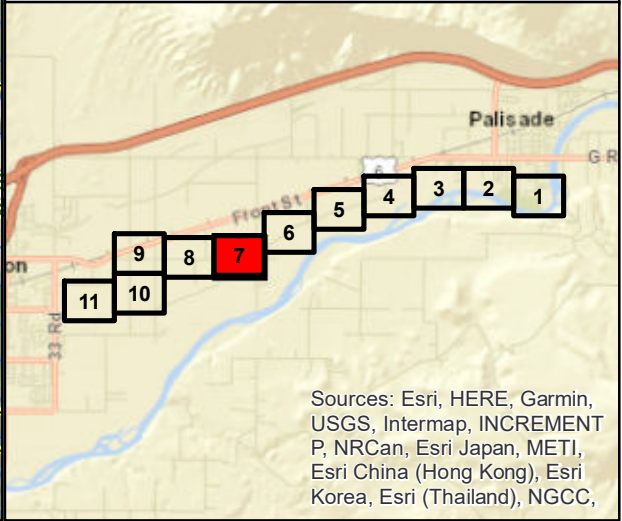 Palisade
G R
6
Front St
1
2
3
4
5
6
7
8
9
10
11
on
33 Rd
Sources: Esri, HERE, Garmin,
USGS, Intermap, INCREMENT
P, NRCan, Esri Japan, METI,
Esri China (Hong Kong), Esri
Korea, Esri (Thailand), NGCC,